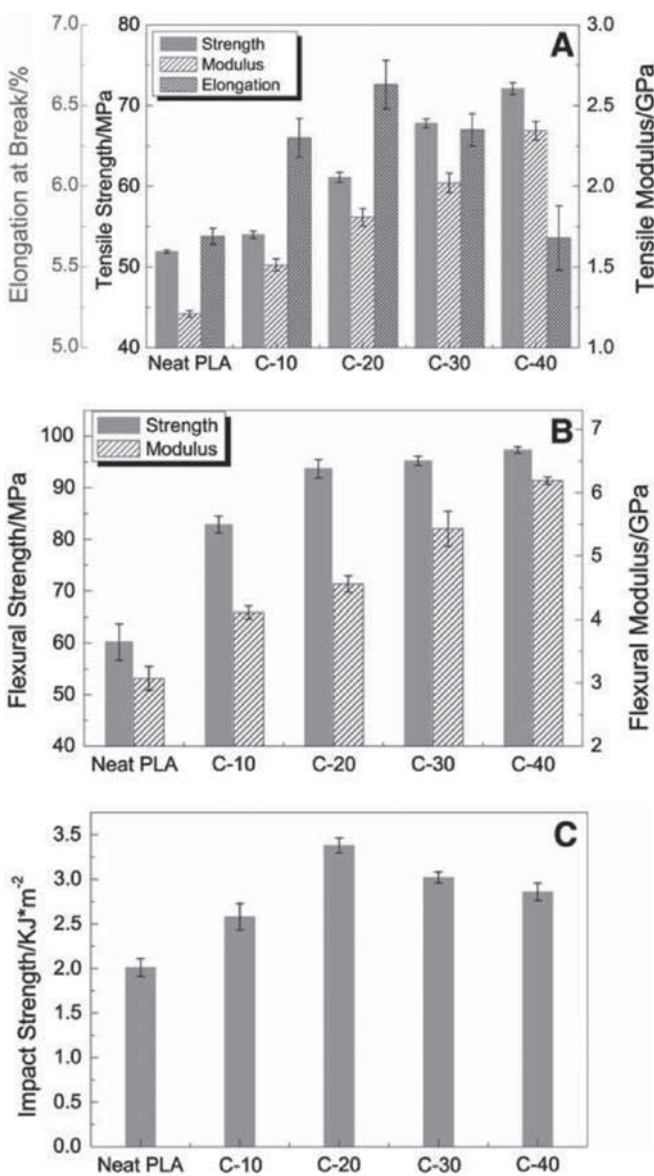 A
Strength
Modulus
Elongation
Elongation at Break/%
7.0
6.5
6.0
5.5
5.0
Tensile Strength/MPa
80
70
60
50
40
Tensile Modulus/GPa
3.0
2.5
2.0
1.5
1.0
Neat PLA C-10 C-20 C-30 C-40
B
Strength
Modulus
Flexural Strength/MPa
100
90
80
70
60
50
40
Flexural Modulus/GPa
7
6
5
4
3
2
Neat PLA C-10 C-20 C-30 C-40
C
Impact Strength/KJ*m-2
3.5
3.0
2.5
2.0
1.5
1.0
0.5
0.0
Neat PLA C-10 C-20 C-30 C-40